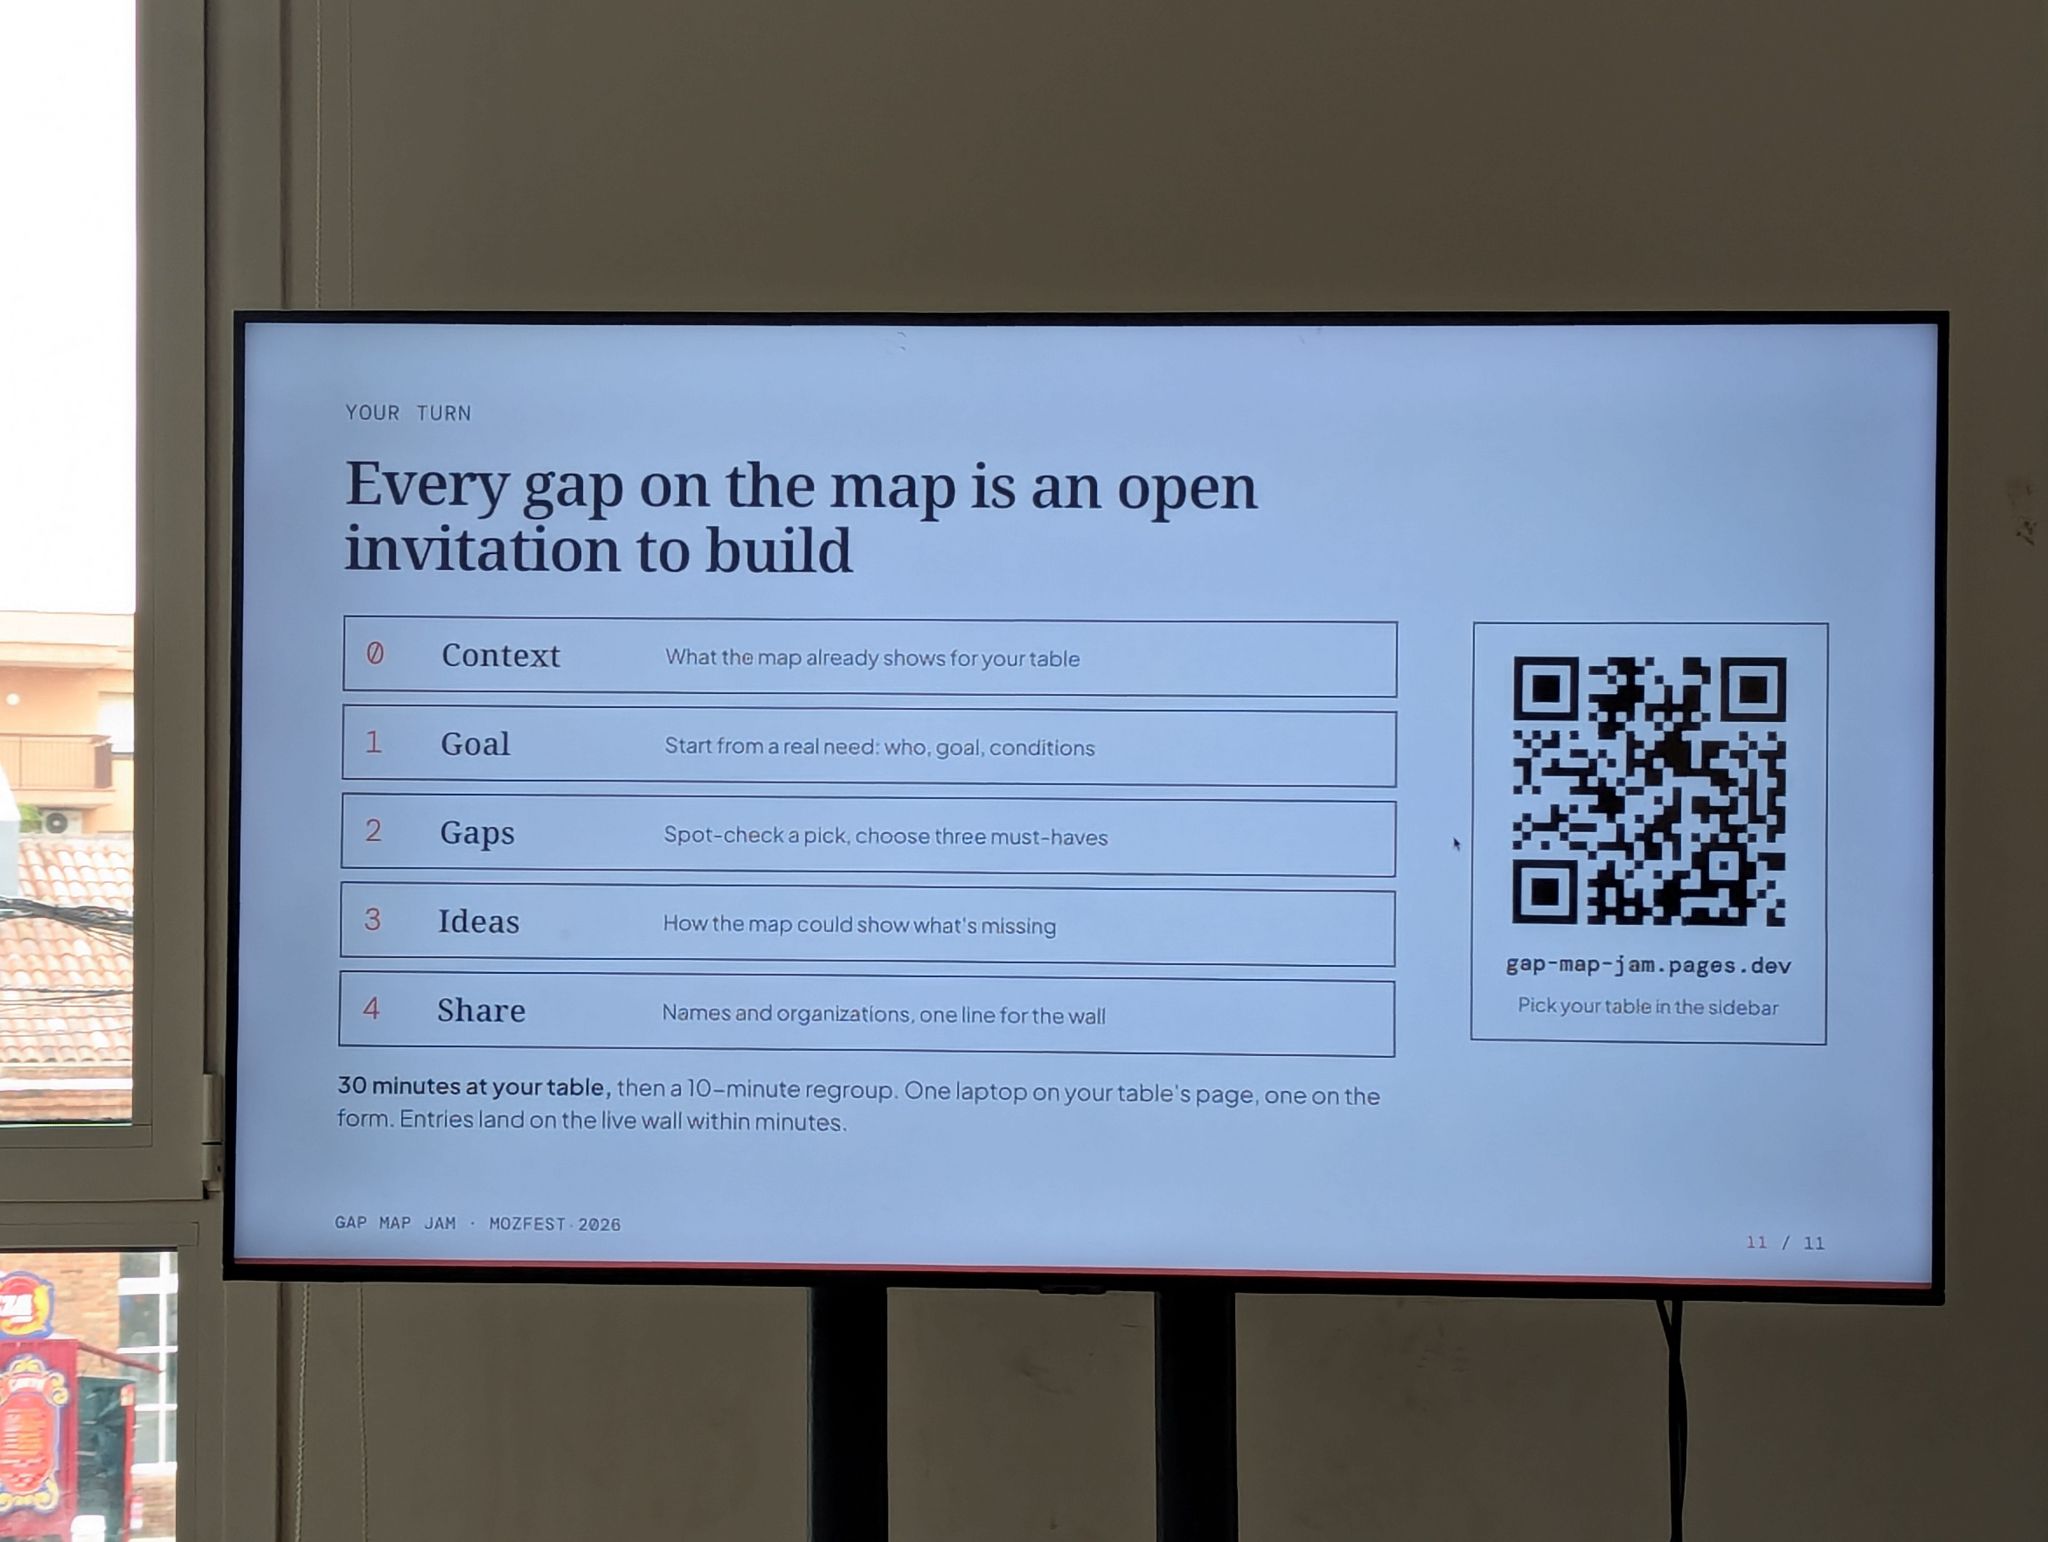 YOUR TURN
Every gap on the map is an open
invitation to build
0 Context What the map already shows for your table
1 Goal Start from a real need: who, goal, conditions
2 Gaps Spot-check a pick, choose three must-haves
3 Ideas How the map could show what's missing
4 Share Names and organizations, one line for the wall
gap-map-jam.pages.dev
Pick your table in the sidebar
30 minutes at your table, then a 10-minute regroup. One laptop on your table's page, one on the
form. Entries land on the live wall within minutes.
GAP MAP JAM · MOZFEST · 2026
11 / 11